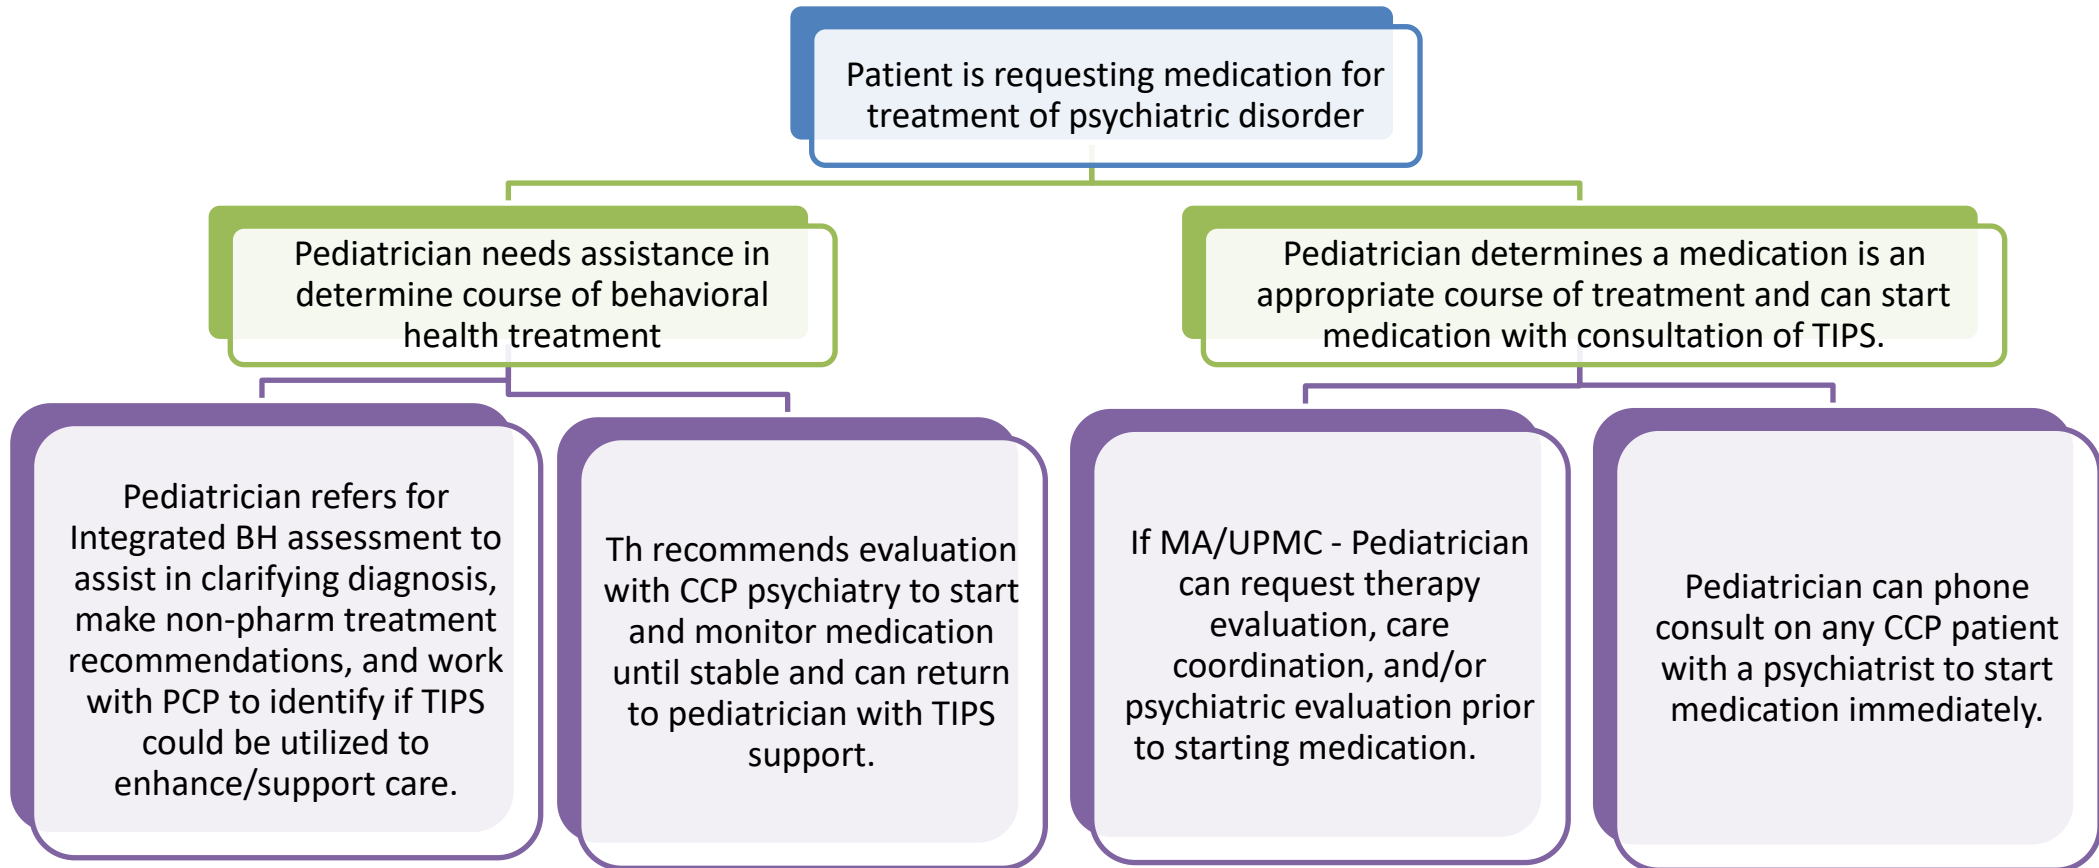 Patient is requesting medication for
treatment of psychiatric disorder
Pediatrician needs assistance in
determine course of behavioral
health treatment
Pediatrician determines a medication is an
appropriate course of treatment and can start
medication with consultation of TIPS.
Pediatrician refers for
Integrated BH assessment to
assist in clarifying diagnosis,
make non-pharm treatment
recommendations, and work
with PCP to identify if TIPS
could be utilized to
enhance/support care.
Th recommends evaluation
with CCP psychiatry to start
and monitor medication
until stable and can return
to pediatrician with TIPS
support.
If MA/UPMC - Pediatrician
can request therapy
evaluation, care
coordination, and/or
psychiatric evaluation prior
to starting medication.
Pediatrician can phone
consult on any CCP patient
with a psychiatrist to start
medication immediately.